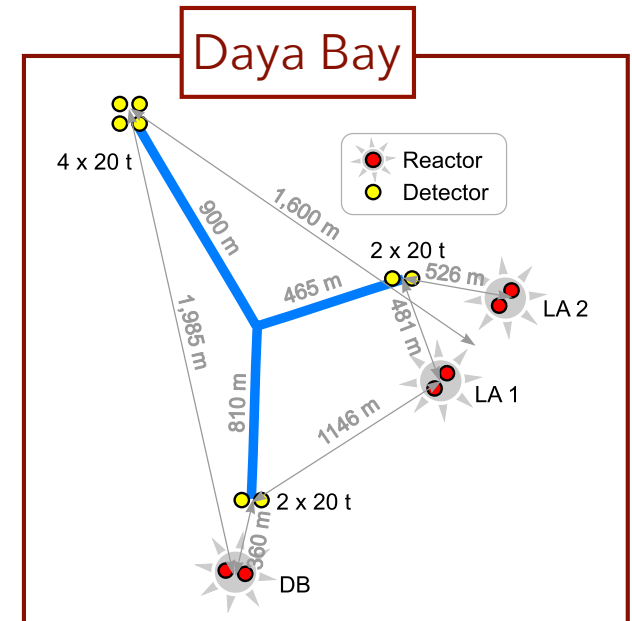 Daya Bay
4 x 20 t
Reactor
Detector
1,600 m
900 m
2 x 20 t
526 m
465 m
481 m
LA 2
1,985 m
LA 1
810 m
1146 m
2 x 20 t
360 m
DB